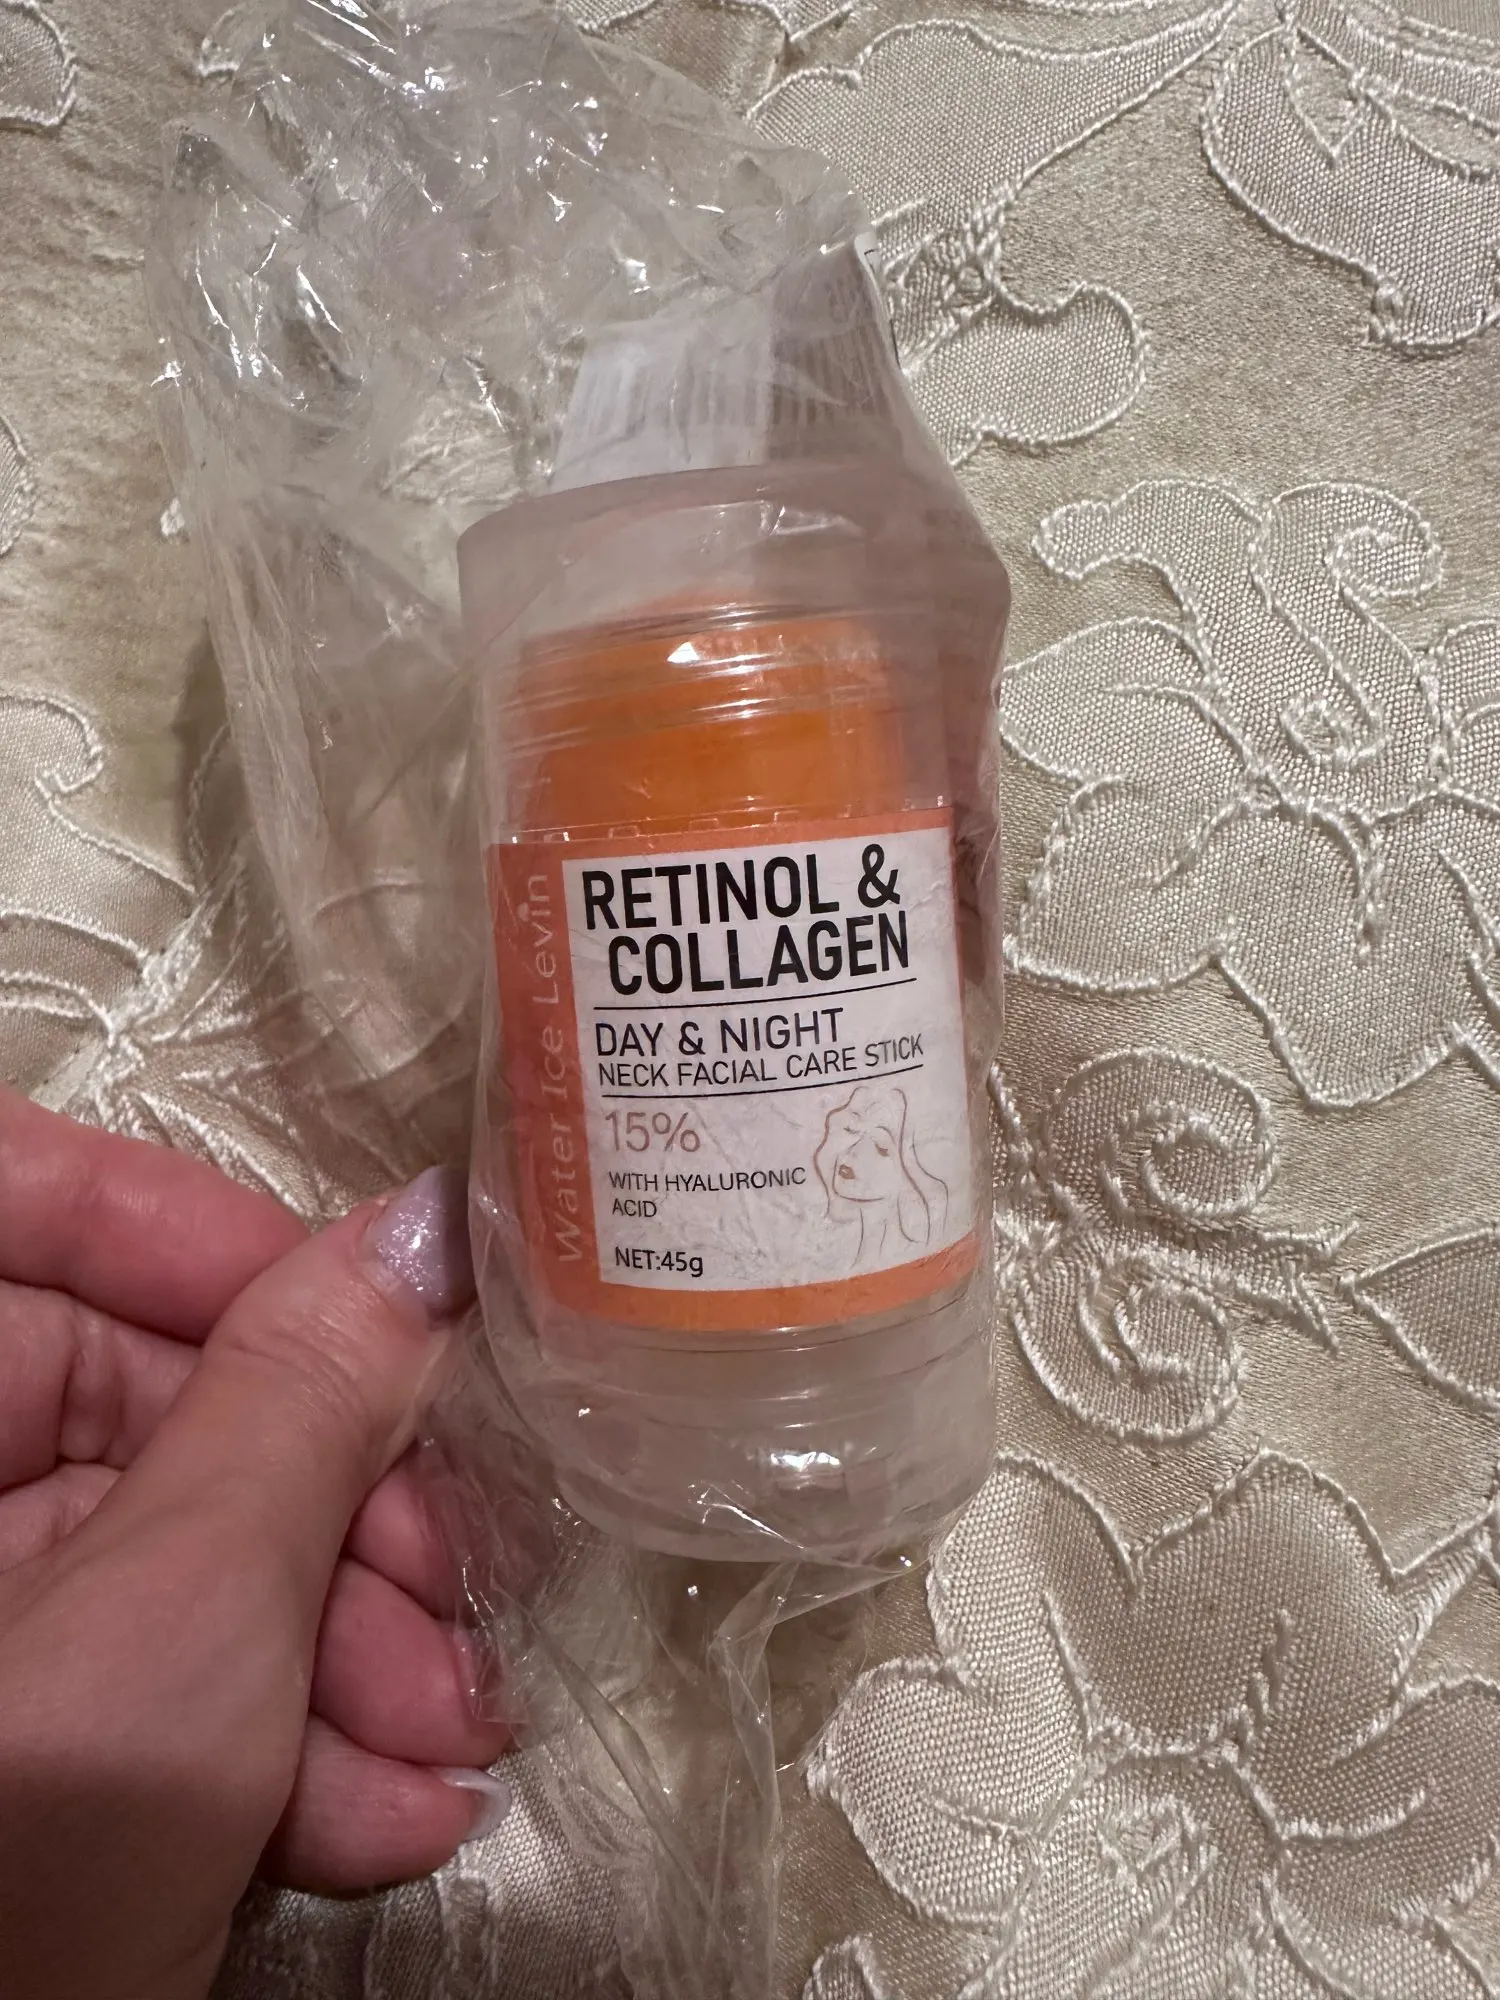 RETINOL &
COLLAGEN
DAY & NIGHT
NECK FACIAL CARE STICK
15%
WITH HYALURONIC
ACID
NET:45g
Water Ice Levin